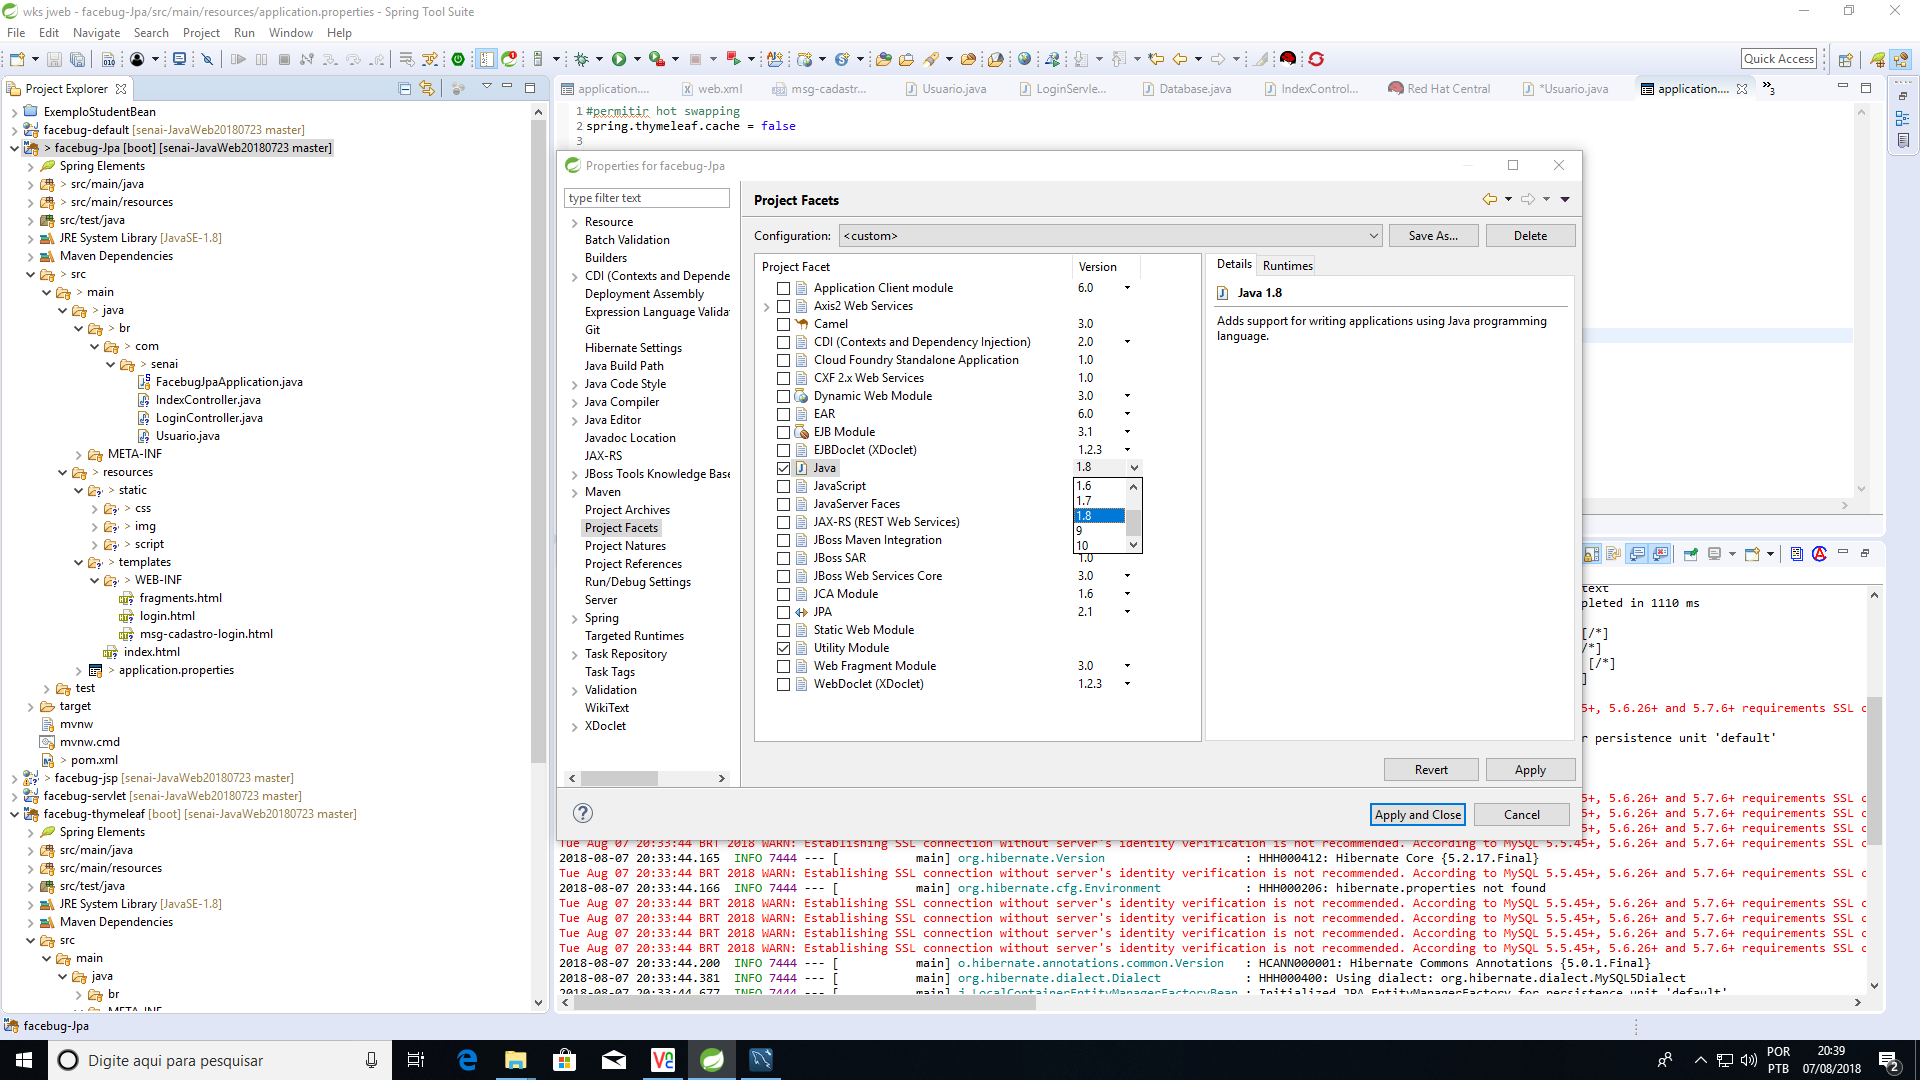 wks jweb - facebug-Jpa/src/main/resources/application.properties - Spring Tool Suite
File Edit Navigate Search Project Run Window Help
Quick Access
Project Explorer
application.... web.xml msg-cadastr... Usuario.java LoginServle... Database.java IndexControl... Red Hat Central *Usuario.java application.... »3
ExemploStudentBean
facebug-default [senai-JavaWeb20180723 master]
> facebug-Jpa [boot] [senai-JavaWeb20180723 master]
Spring Elements
> src/main/java
> src/main/resources
src/test/java
JRE System Library [JavaSE-1.8]
Maven Dependencies
> src
> main
> java
> br
> com
> senai
FacebugJpaApplication.java
IndexController.java
LoginController.java
Usuario.java
META-INF
> resources
> static
> css
> img
> script
> templates
> WEB-INF
fragments.html
login.html
msg-cadastro-login.html
index.html
> application.properties
test
target
mvnw
mvnw.cmd
> pom.xml
> facebug-jsp [senai-JavaWeb20180723 master]
facebug-servlet [senai-JavaWeb20180723 master]
facebug-thymeleaf [boot] [senai-JavaWeb20180723 master]
Spring Elements
src/main/java
src/main/resources
src/test/java
JRE System Library [JavaSE-1.8]
Maven Dependencies
src
main
java
br
META-INF
1 #permitir hot swapping
2 spring.thymeleaf.cache = false
3
Properties for facebug-Jpa
type filter text
Resource
Batch Validation
Builders
CDI (Contexts and Depende
Deployment Assembly
Expression Language Valida
Git
Hibernate Settings
Java Build Path
Java Code Style
Java Compiler
Java Editor
Javadoc Location
JAX-RS
JBoss Tools Knowledge Base
Maven
Project Archives
Project Facets
Project Natures
Project References
Run/Debug Settings
Server
Spring
Targeted Runtimes
Task Repository
Task Tags
Validation
WikiText
XDoclet
Project Facets
Configuration: <custom> Save As... Delete
Project Facet Version
Application Client module 6.0
Axis2 Web Services
Camel 3.0
CDI (Contexts and Dependency Injection) 2.0
Cloud Foundry Standalone Application 1.0
CXF 2.x Web Services 1.0
Dynamic Web Module 3.0
EAR 6.0
EJB Module 3.1
EJBDoclet (XDoclet) 1.2.3
Java 1.8
JavaScript
JavaServer Faces
JAX-RS (REST Web Services)
JBoss Maven Integration
JBoss SAR 1.0
JBoss Web Services Core 3.0
JCA Module 1.6
JPA 2.1
Static Web Module
Utility Module
Web Fragment Module 3.0
WebDoclet (XDoclet) 1.2.3
1.6
1.7
1.8
9
10
Details Runtimes
Java 1.8
Adds support for writing applications using Java programming
language.
Revert Apply
Apply and Close Cancel
text
pleted in 1110 ms
[/*]
/*]
[/*]
]
5+, 5.6.26+ and 5.7.6+ requirements SSL c
r persistence unit 'default'
5+, 5.6.26+ and 5.7.6+ requirements SSL c
5+, 5.6.26+ and 5.7.6+ requirements SSL c
5+, 5.6.26+ and 5.7.6+ requirements SSL c
Tue Aug 07 20:33:44 BRT 2018 WARN: Establishing SSL connection without server's identity verification is not recommended. According to MySQL 5.5.45+, 5.6.26+ and 5.7.6+ requirements SSL c
2018-08-07 20:33:44.165 INFO 7444 --- [ main] org.hibernate.Version : HHH000412: Hibernate Core {5.2.17.Final}
Tue Aug 07 20:33:44 BRT 2018 WARN: Establishing SSL connection without server's identity verification is not recommended. According to MySQL 5.5.45+, 5.6.26+ and 5.7.6+ requirements SSL c
2018-08-07 20:33:44.166 INFO 7444 --- [ main] org.hibernate.cfg.Environment : HHH000206: hibernate.properties not found
Tue Aug 07 20:33:44 BRT 2018 WARN: Establishing SSL connection without server's identity verification is not recommended. According to MySQL 5.5.45+, 5.6.26+ and 5.7.6+ requirements SSL c
Tue Aug 07 20:33:44 BRT 2018 WARN: Establishing SSL connection without server's identity verification is not recommended. According to MySQL 5.5.45+, 5.6.26+ and 5.7.6+ requirements SSL c
Tue Aug 07 20:33:44 BRT 2018 WARN: Establishing SSL connection without server's identity verification is not recommended. According to MySQL 5.5.45+, 5.6.26+ and 5.7.6+ requirements SSL c
Tue Aug 07 20:33:44 BRT 2018 WARN: Establishing SSL connection without server's identity verification is not recommended. According to MySQL 5.5.45+, 5.6.26+ and 5.7.6+ requirements SSL c
2018-08-07 20:33:44.200 INFO 7444 --- [ main] o.hibernate.annotations.common.Version : HCANN000001: Hibernate Commons Annotations {5.0.1.Final}
2018-08-07 20:33:44.381 INFO 7444 --- [ main] org.hibernate.dialect.Dialect : HHH000400: Using dialect: org.hibernate.dialect.MySQL5Dialect
2018-08-07 20:33:44.677 INFO 7444 --- [ main] j.LocalContainerEntityManagerFactoryBean : Initialized JPA EntityManagerFactory for persistence unit 'default'
facebug-Jpa
Digite aqui para pesquisar
POR
PTB
20:39
07/08/2018
2